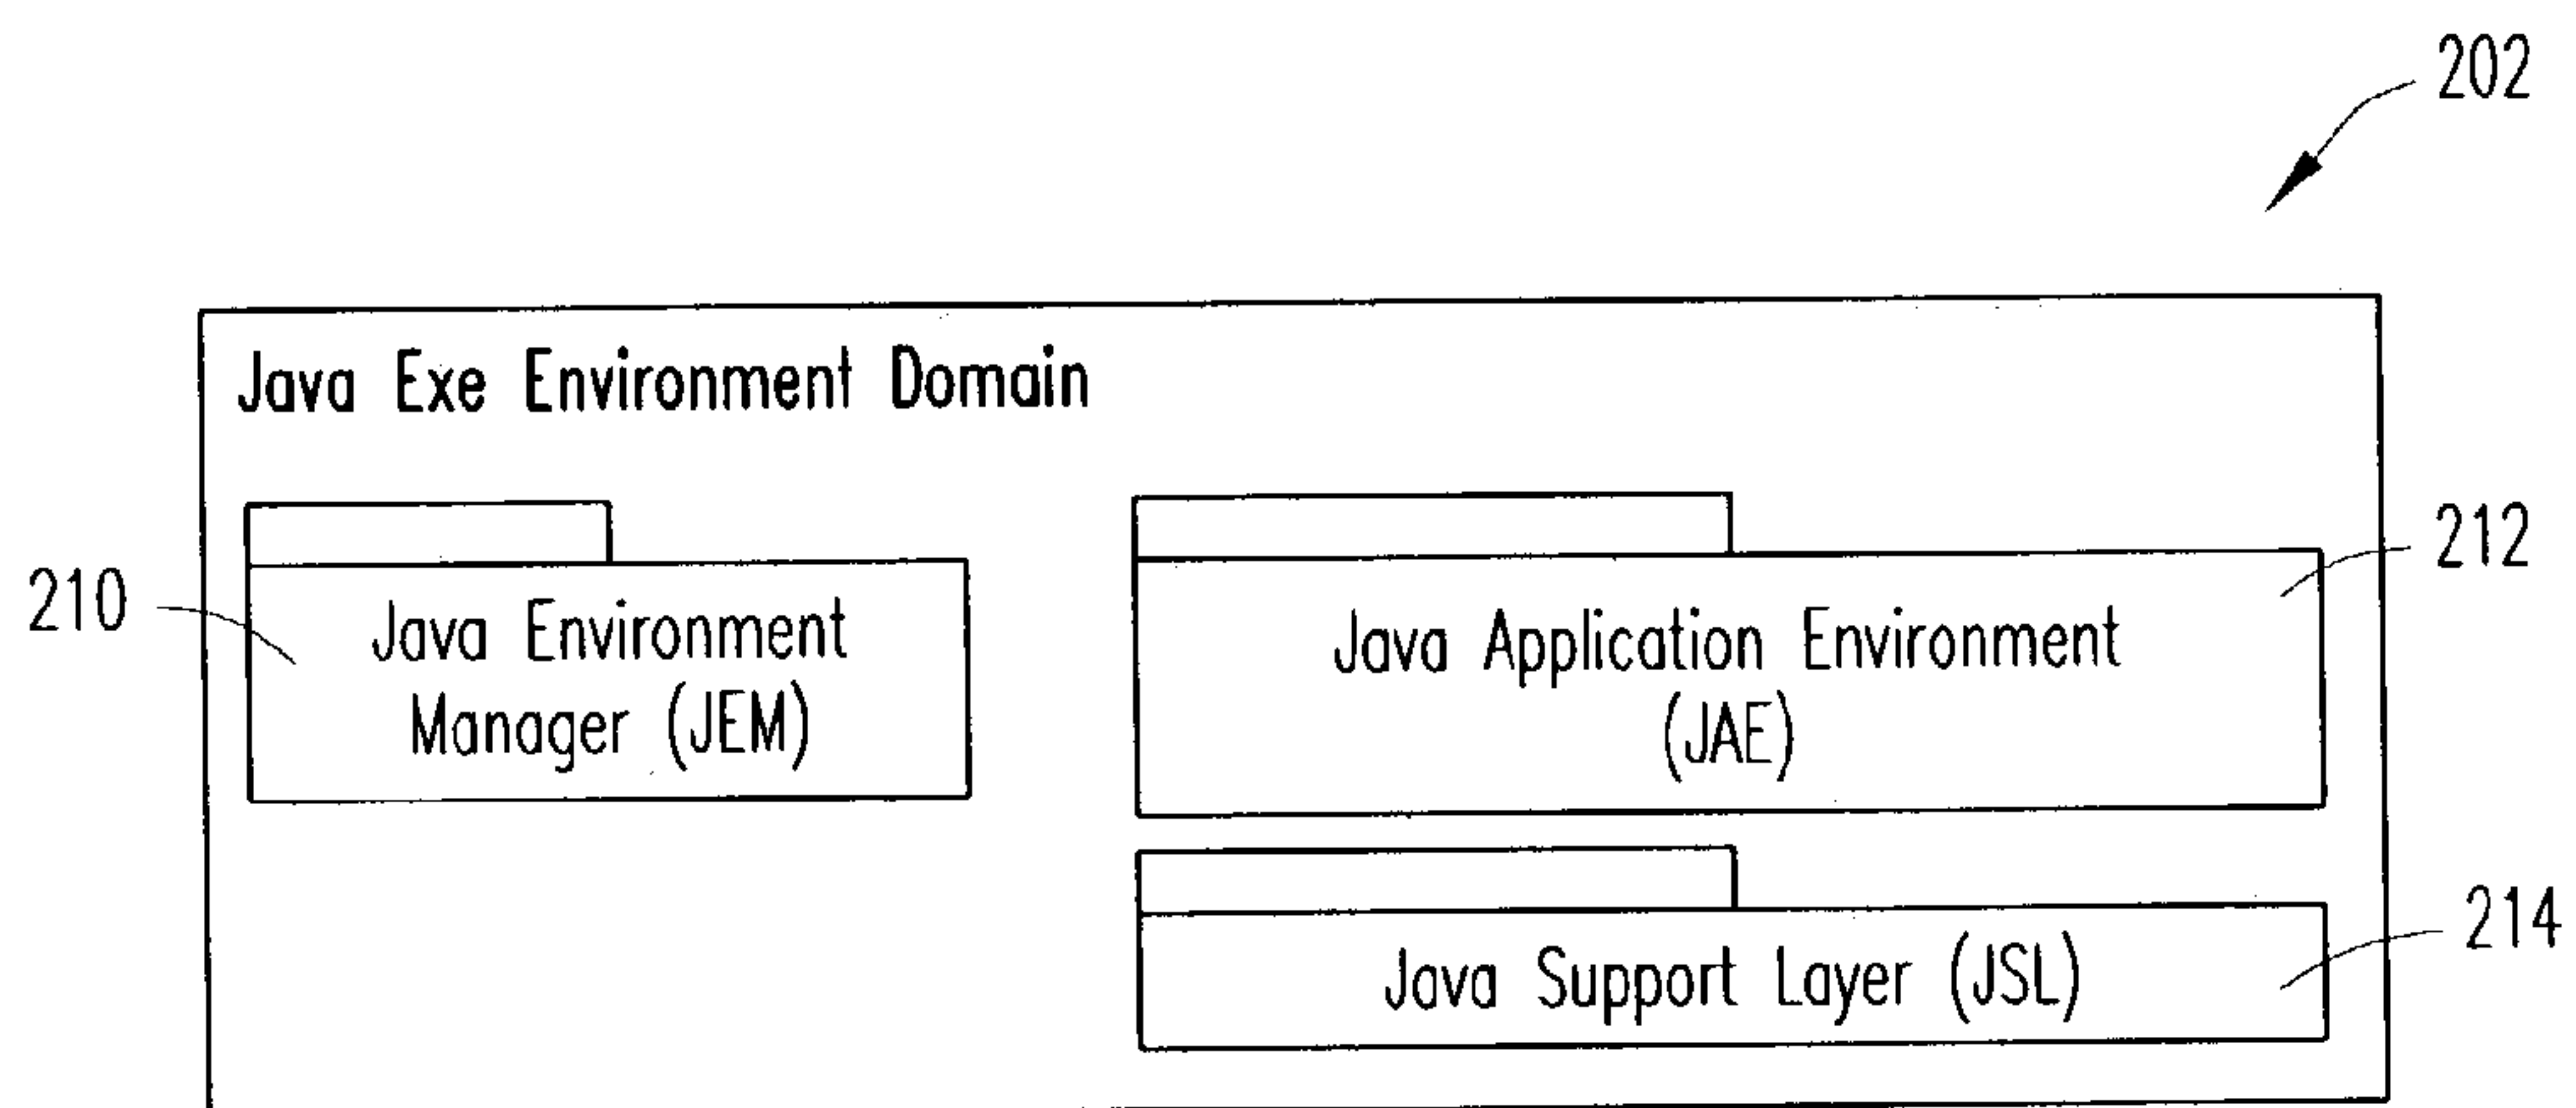 202
Java Exe Environment Domain
210
Java Environment
Manager (JEM)
212
Java Application Environment
(JAE)
214
Java Support Layer (JSL)